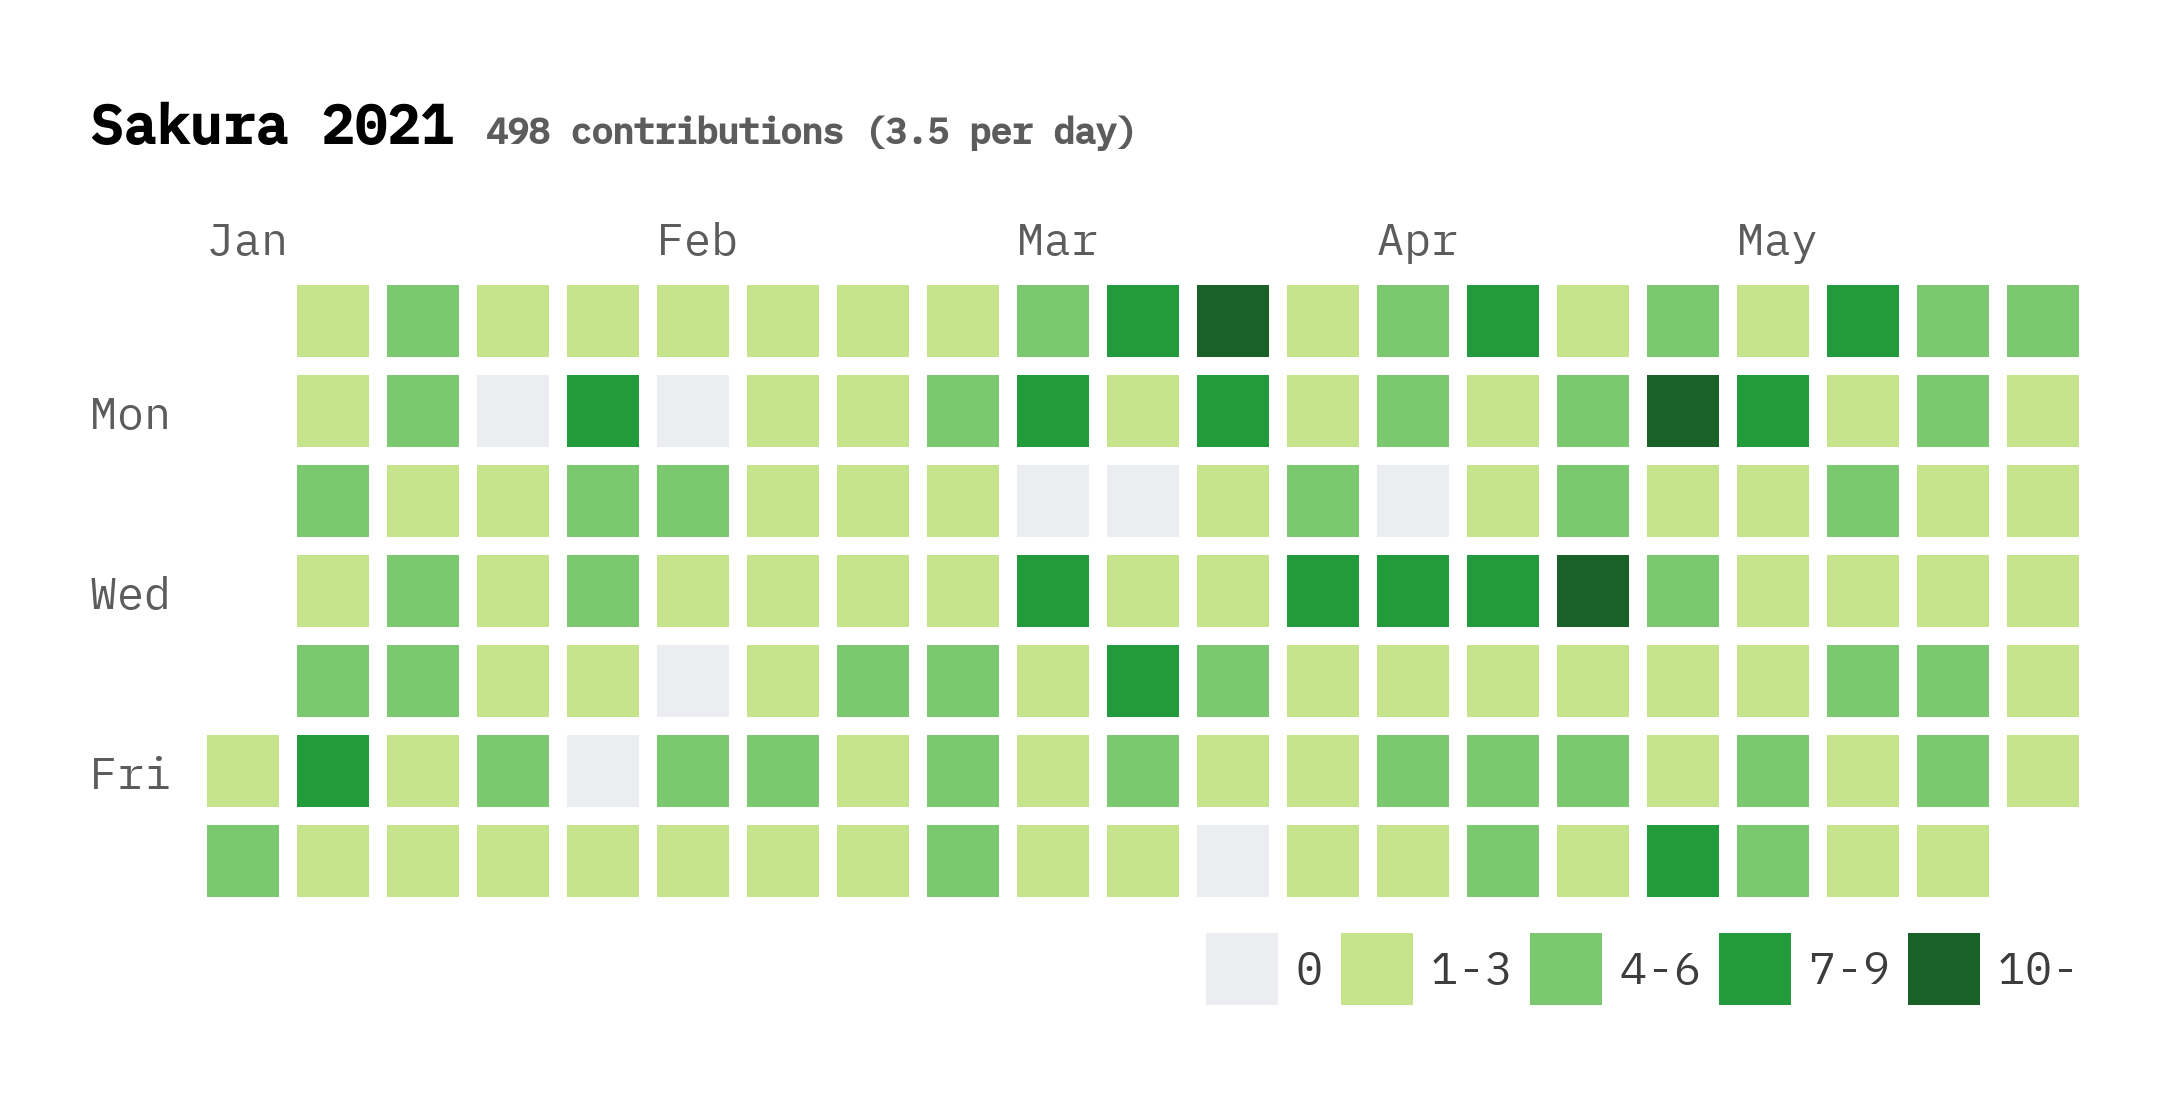 Sakura 2021 498 contributions (3.5 per day)
Jan Feb Mar Apr May
Mon
Wed
Fri
0 1-3 4-6 7-9 10-